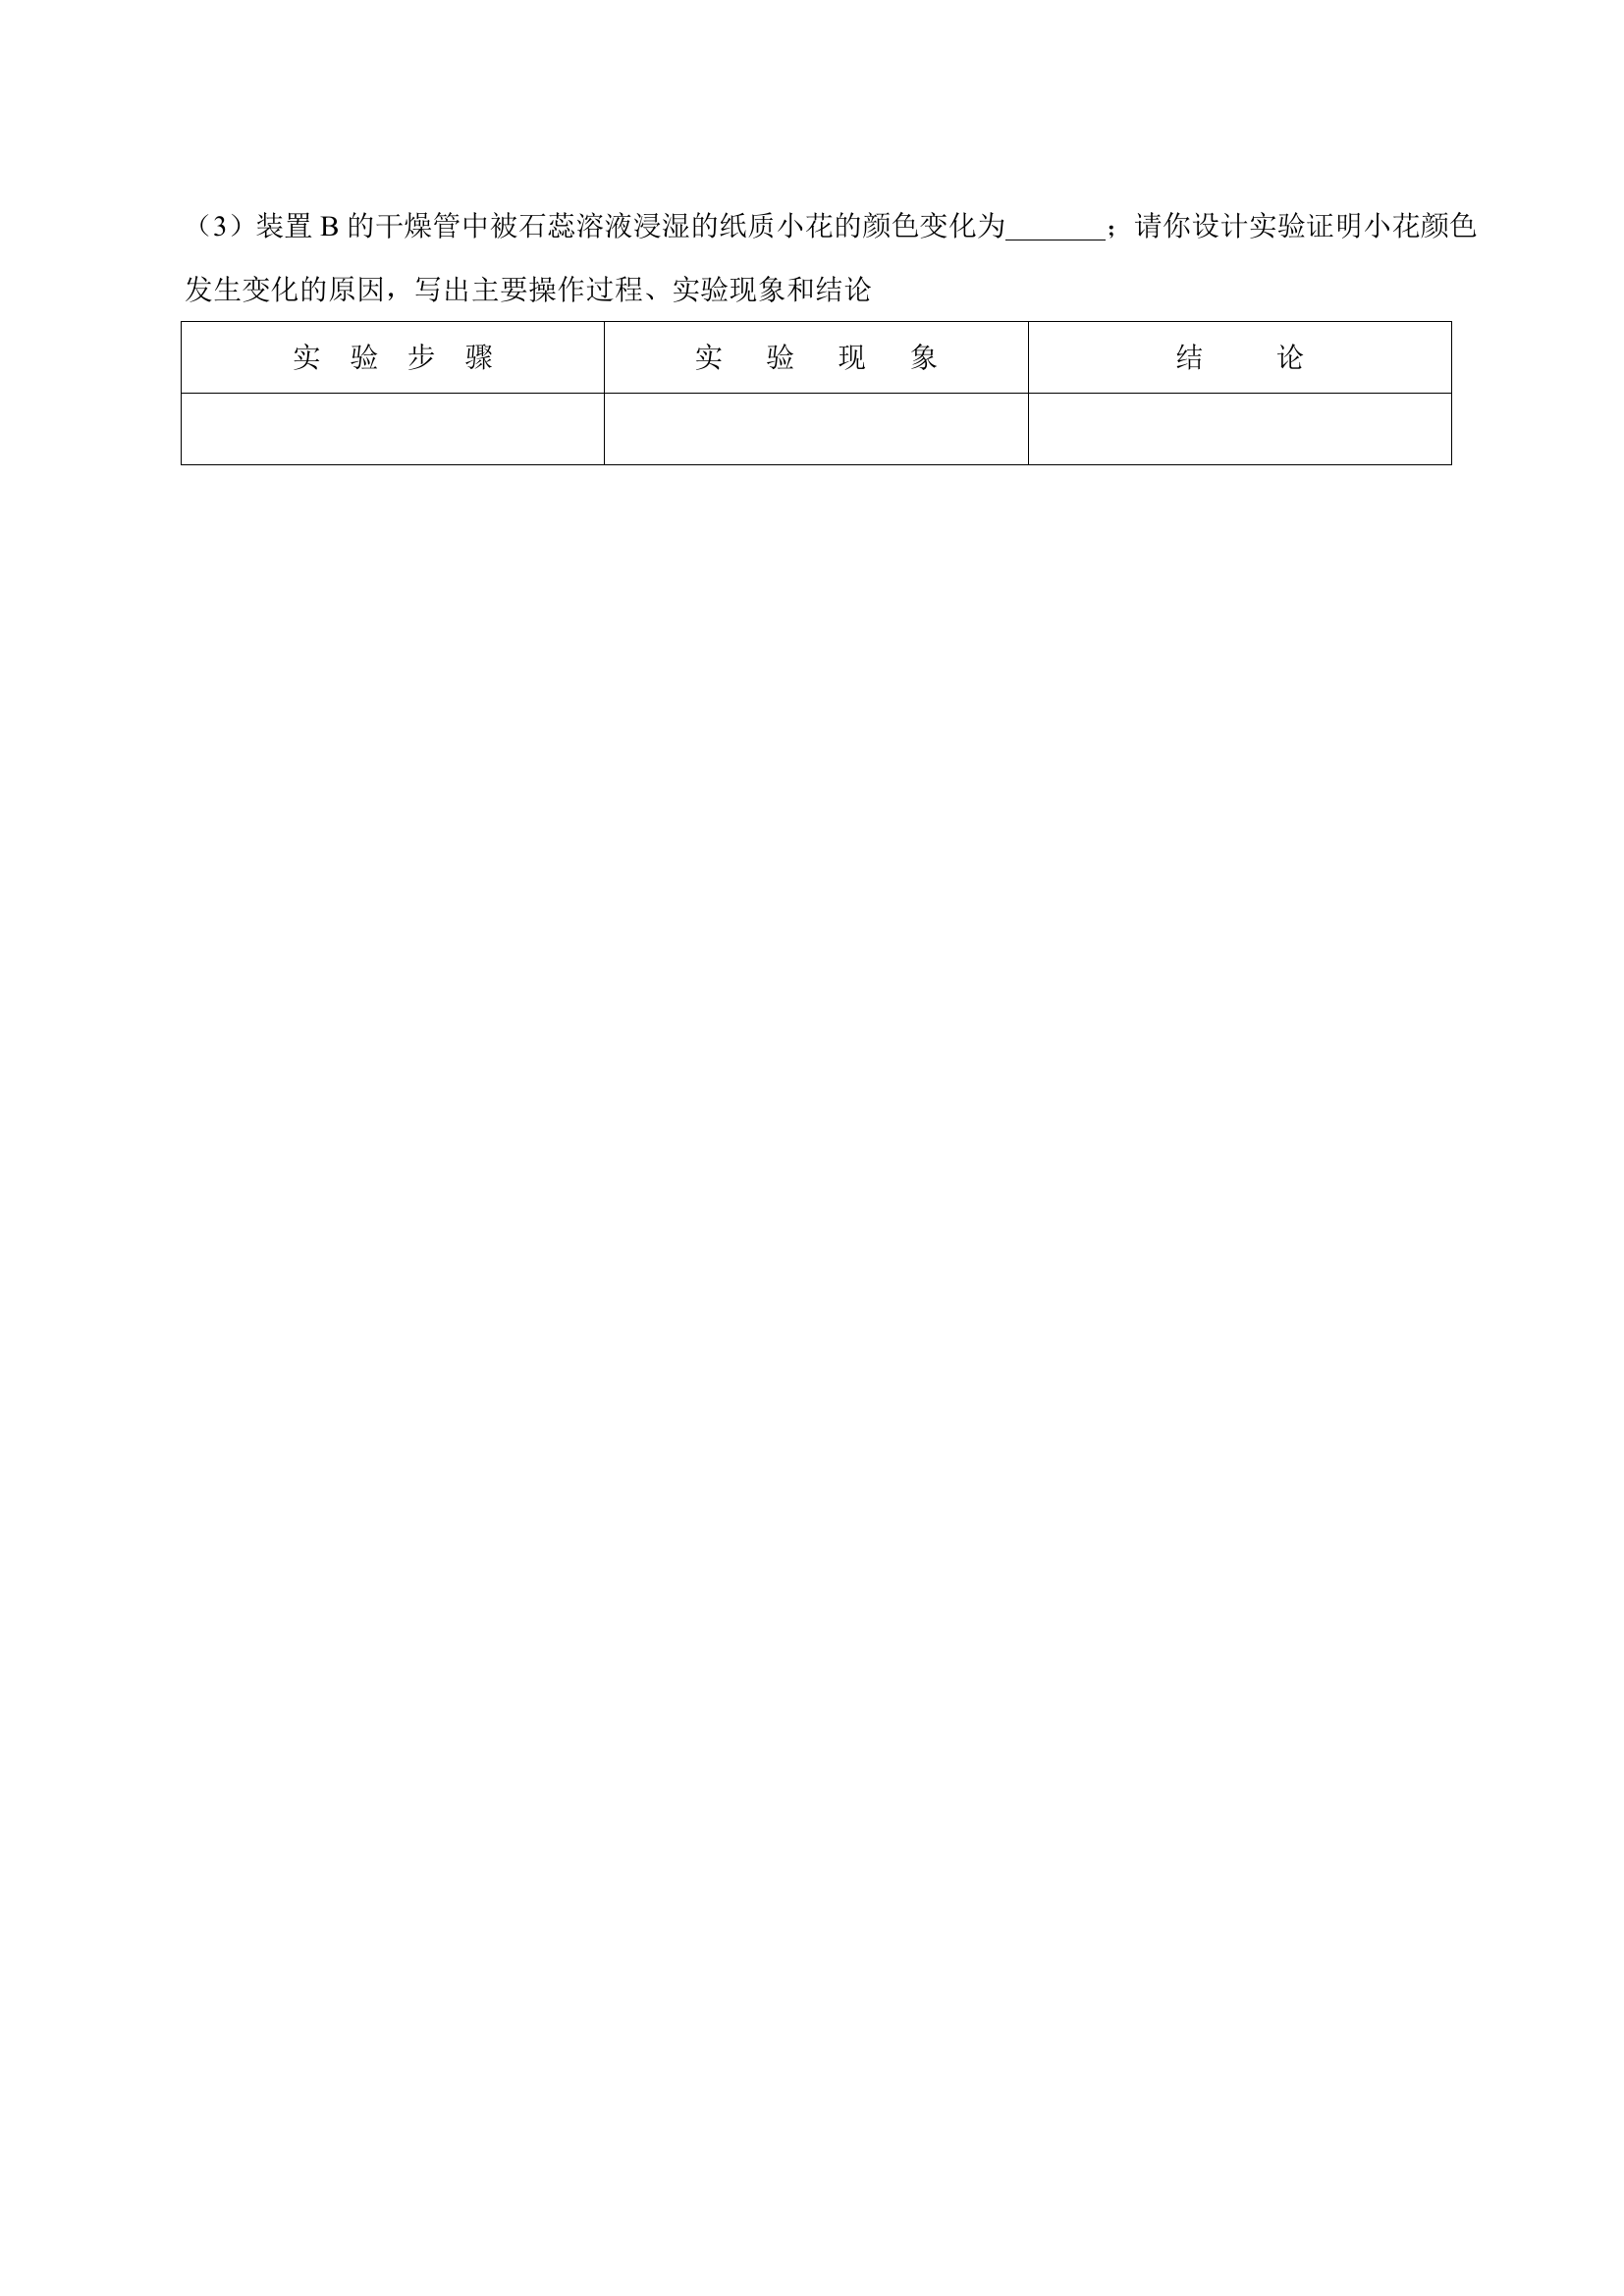 （3）装置 B 的干燥管中被石蕊溶液浸湿的纸质小花的颜色变化为_______；请你设计实验证明小花颜色
发生变化的原因，写出主要操作过程、实验现象和结论
实 验 步 骤 实 验 现 象 结 论